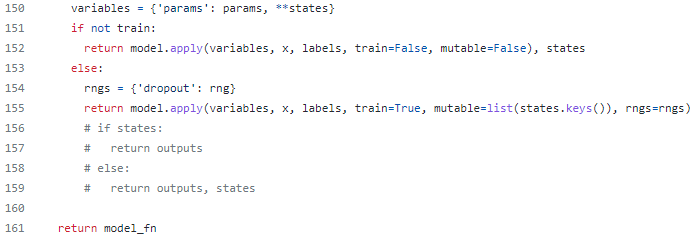 150 variables = {'params': params, **states}
151 if not train:
152 return model.apply(variables, x, labels, train=False, mutable=False), states
153 else:
154 rngs = {'dropout': rng}
155 return model.apply(variables, x, labels, train=True, mutable=list(states.keys()), rngs=rngs)
156 # if states:
157 #   return outputs
158 # else:
159 #   return outputs, states
160
161 return model_fn